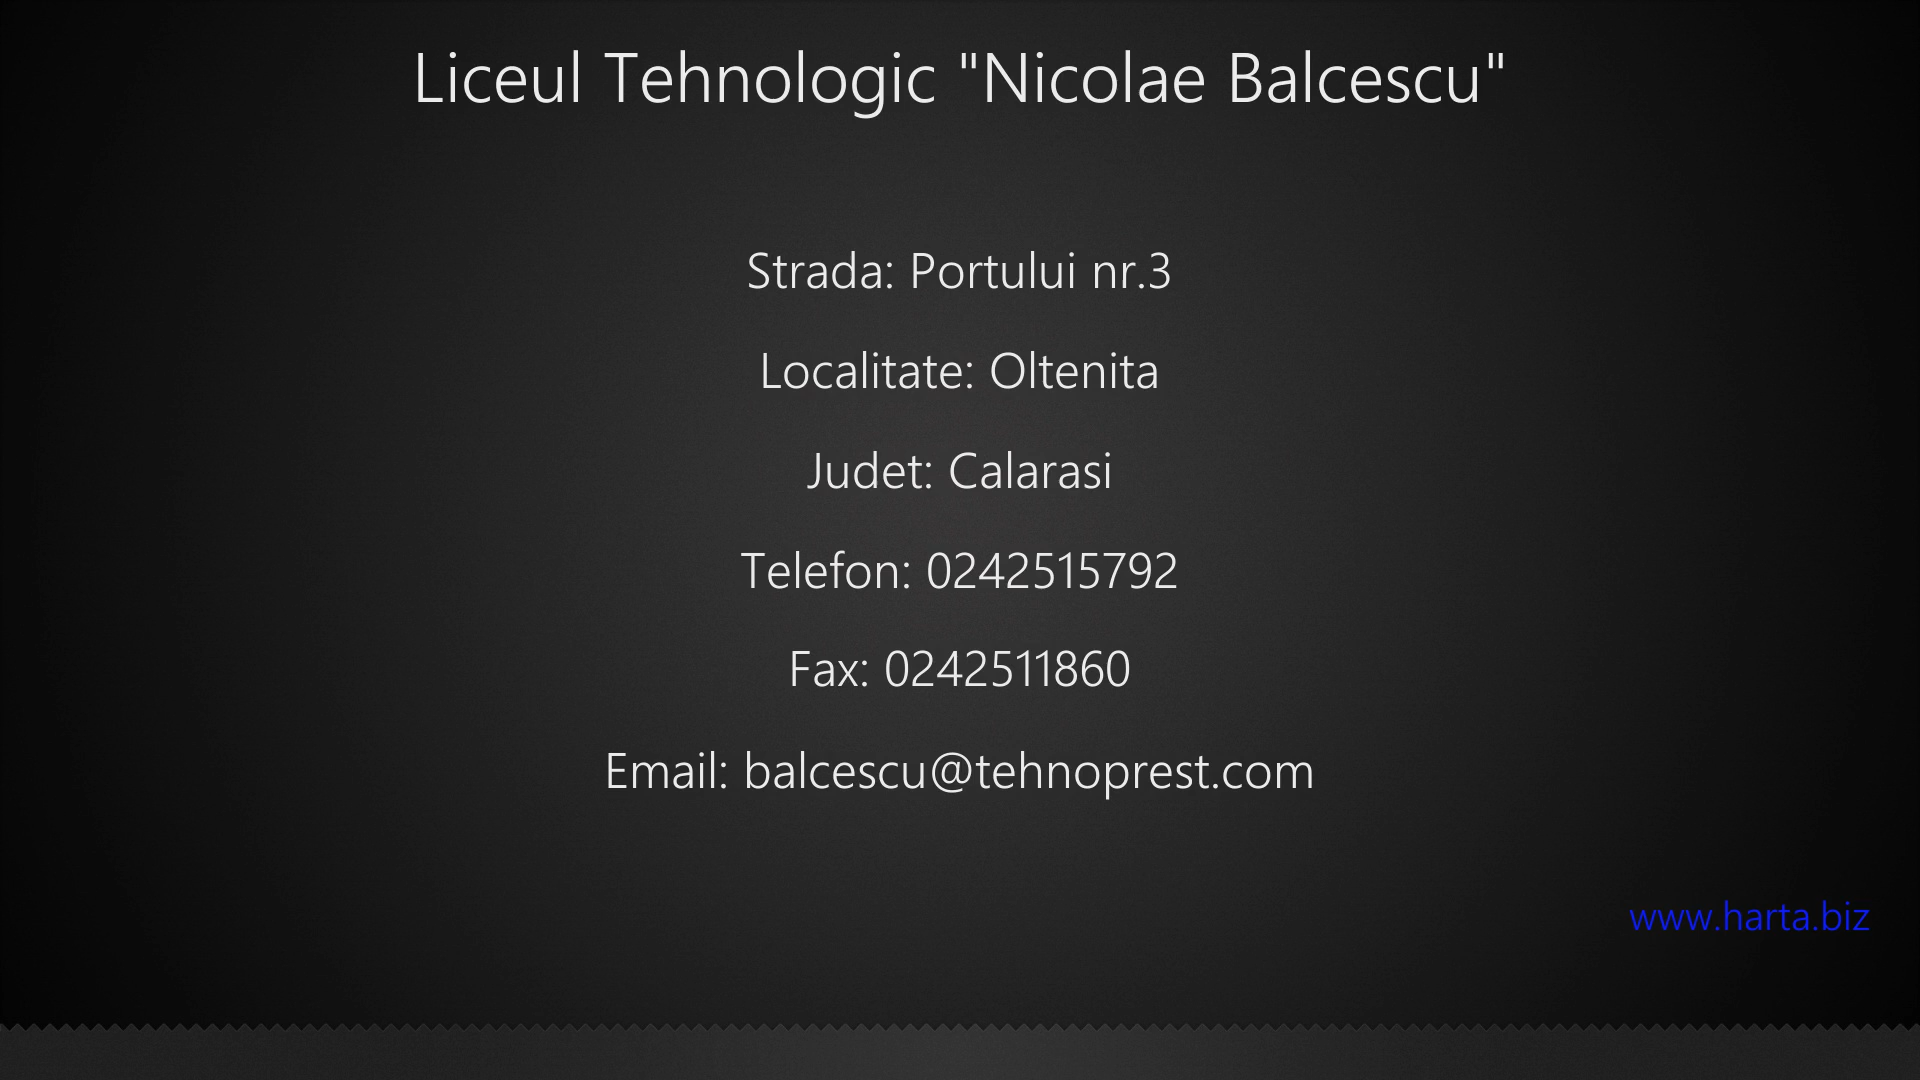 Liceul Tehnologic "Nicolae Balcescu"
Strada: Portului nr.3
Localitate: Oltenita
Judet: Calarasi
Telefon: 0242515792
Fax: 0242511860
Email: balcescu@tehnoprest.com
www.harta.biz